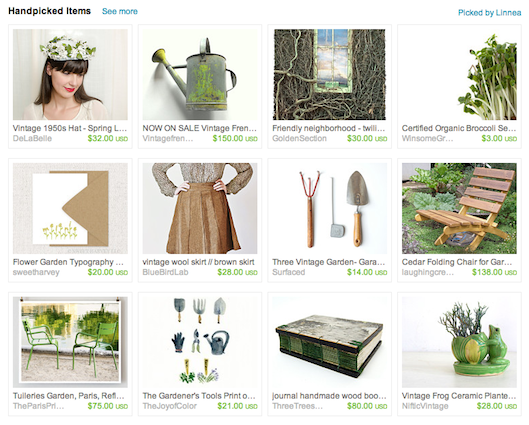 Handpicked Items See more Picked by Linnea
Vintage 1950s Hat - Spring L...
DeLaBelle $32.00 USD
NOW ON SALE Vintage Fren...
Vintagefren... $150.00 USD
Friendly neighborhood - twili...
GoldenSection $30.00 USD
Certified Organic Broccoli Se...
WinsomeGr... $3.00 USD
Flower Garden Typography ...
sweetharvey $20.00 USD
vintage wool skirt // brown skirt
BlueBirdLab $28.00 USD
Three Vintage Garden- Gara...
Surfaced $14.00 USD
Cedar Folding Chair for Gar...
laughingcre... $138.00 USD
Tuileries Garden, Paris, Refl...
TheParisPri... $75.00 USD
The Gardener's Tools Print o...
TheJoyofColor $21.00 USD
journal handmade wood boo...
ThreeTrees... $80.00 USD
Vintage Frog Ceramic Plante...
NifticVintage $28.00 USD